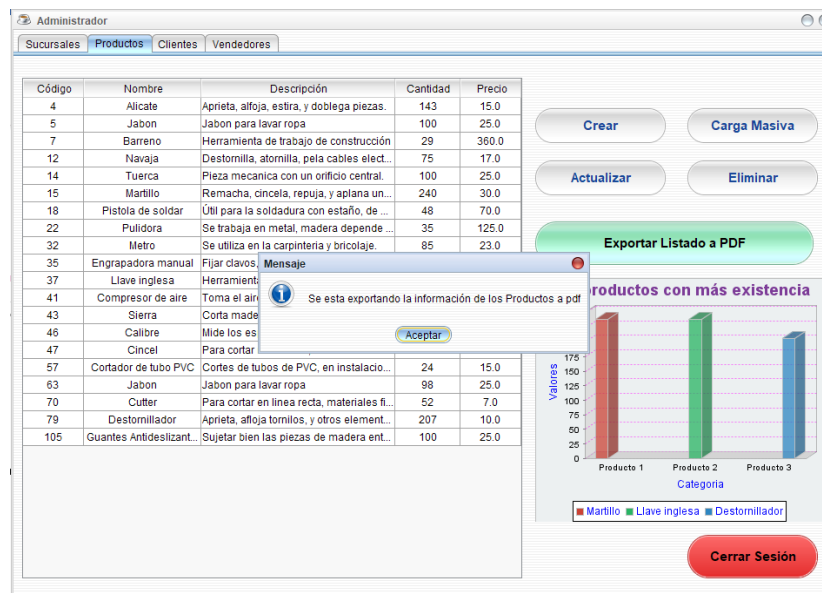 Administrador
Sucursales Productos Clientes Vendedores
Código Nombre Descripción Cantidad Precio
4 Alicate Aprieta, alfoja, estira, y doblega piezas. 143 15.0
5 Jabon Jabon para lavar ropa 100 25.0
7 Barreno Herramienta de trabajo de construcción 29 360.0
12 Navaja Destornilla, atornilla, pela cables elect... 75 17.0
14 Tuerca Pieza mecanica con un orificio central. 100 25.0
15 Martillo Remacha, cincela, repuja, y aplana un... 240 30.0
18 Pistola de soldar Útil para la soldadura con estaño, de ... 48 70.0
22 Pulidora Se trabaja en metal, madera depende ... 35 125.0
32 Metro Se utiliza en la carpinteria y bricolaje. 85 23.0
35 Engrapadora manual Fijar clavos,
37 Llave inglesa
41 Compresor de aire Toma el
43 Sierra Corta
46 Calibre Mide los
47 Cincel Para cortar
57 Cortador de tubo PVC Cortes de tubos de PVC, en instalacio... 24 15.0
63 Jabon Jabon para lavar ropa 98 25.0
70 Cutter Para cortar en linea recta, materiales fi... 52 7.0
79 Destornillador Aprieta, afloja tornilos, y otros element... 207 10.0
105 Guantes Antideslizant... Sujetar bien las piezas de madera ent... 100 25.0
Mensaje
Se esta exportando la información de los Productos a pdf
Aceptar
Crear Carga Masiva
Actualizar Eliminar
Exportar Listado a PDF
productos con más existencia
Valores
175
150
125
100
75
50
25
0
Producto 1 Producto 2 Producto 3
Categoria
Martillo Llave inglesa Destornillador
Cerrar Sesión